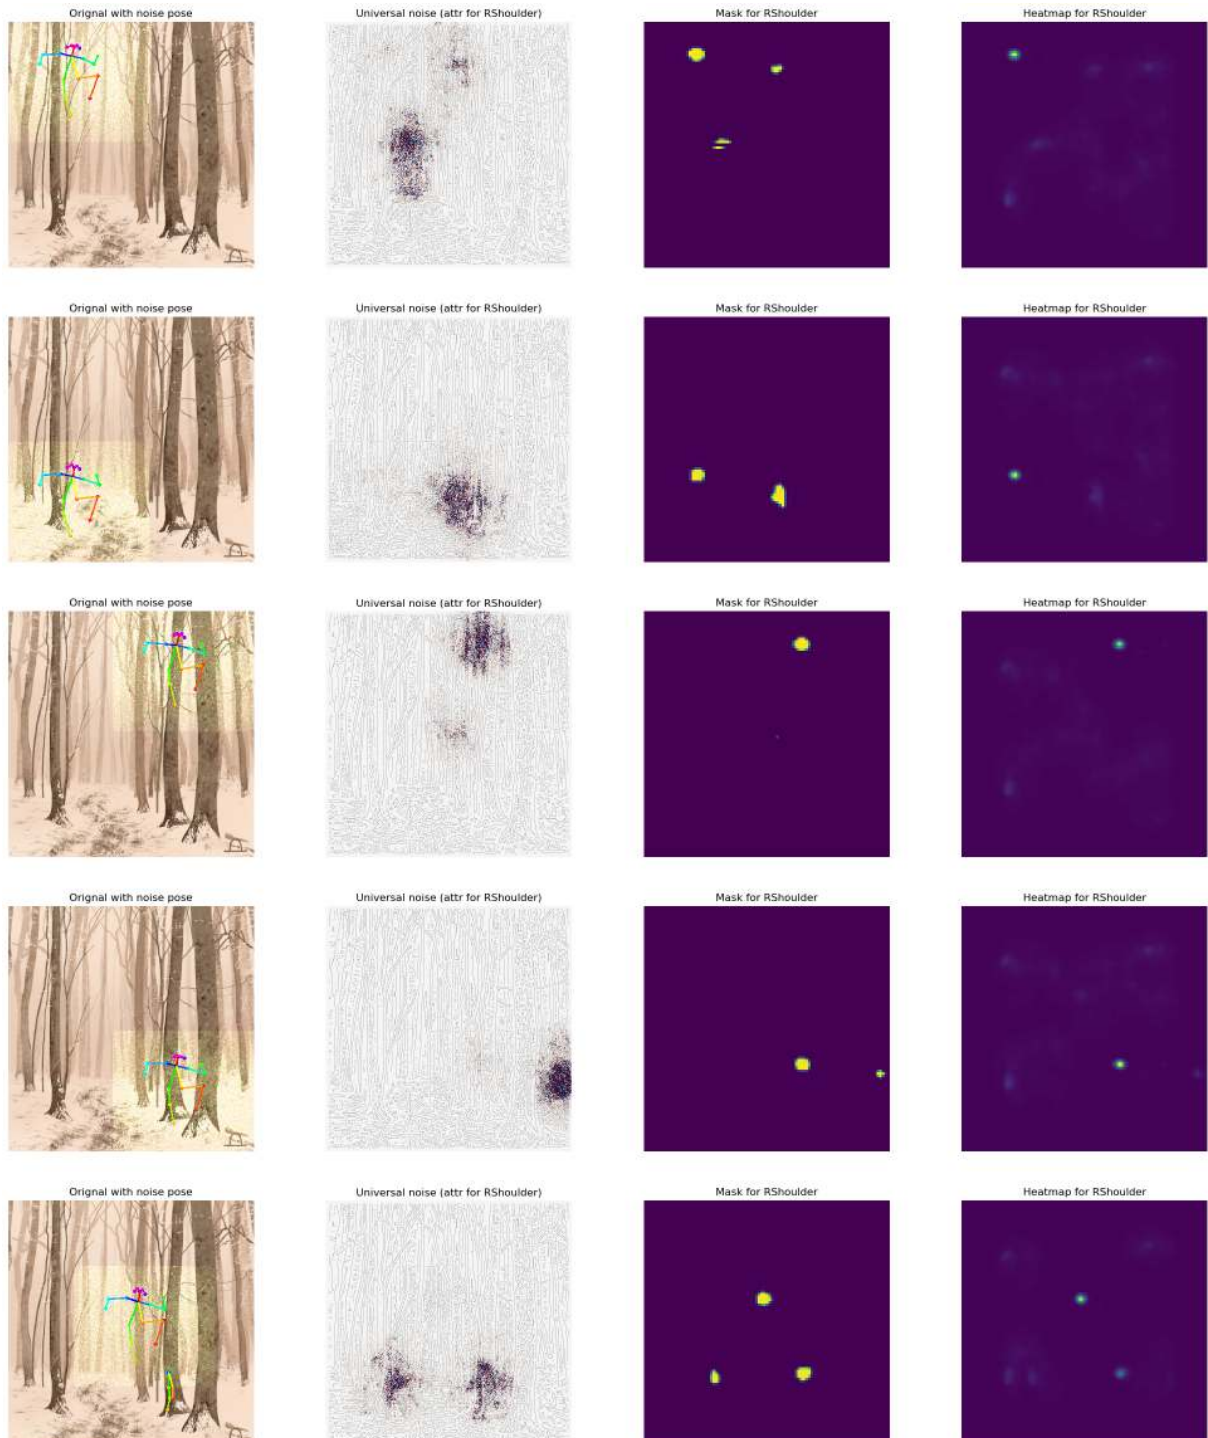 Orignal with noise pose
Universal noise (attr for RShoulder)
Mask for RShoulder
Heatmap for RShoulder
Orignal with noise pose
Universal noise (attr for RShoulder)
Mask for RShoulder
Heatmap for RShoulder
Orignal with noise pose
Universal noise (attr for RShoulder)
Mask for RShoulder
Heatmap for RShoulder
Orignal with noise pose
Universal noise (attr for RShoulder)
Mask for RShoulder
Heatmap for RShoulder
Orignal with noise pose
Universal noise (attr for RShoulder)
Mask for RShoulder
Heatmap for RShoulder